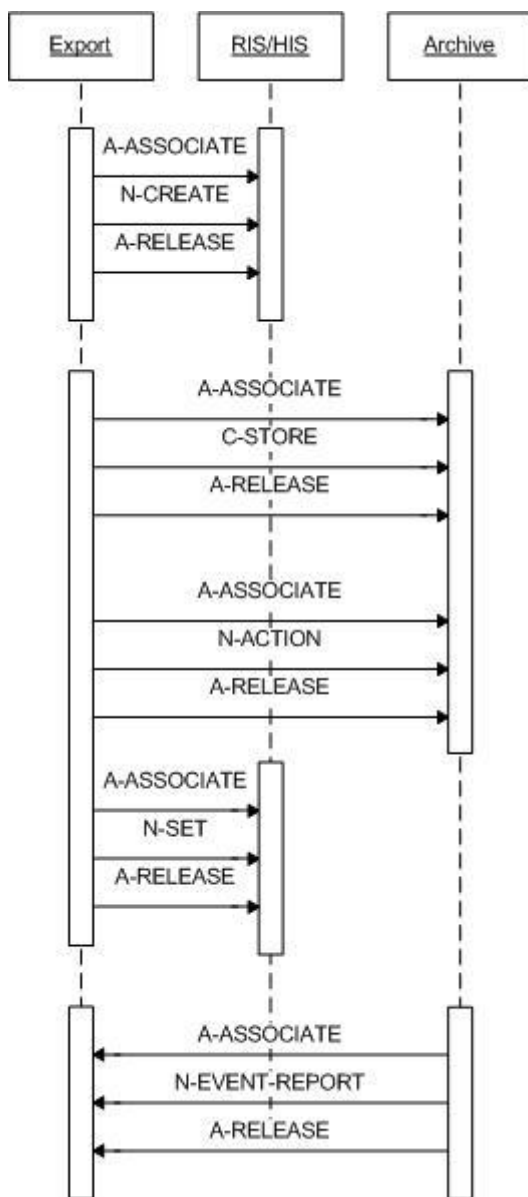 Export
RIS/HIS
Archive
A-ASSOCIATE
N-CREATE
A-RELEASE
A-ASSOCIATE
C-STORE
A-RELEASE
A-ASSOCIATE
N-ACTION
A-RELEASE
A-ASSOCIATE
N-SET
A-RELEASE
A-ASSOCIATE
N-EVENT-REPORT
A-RELEASE